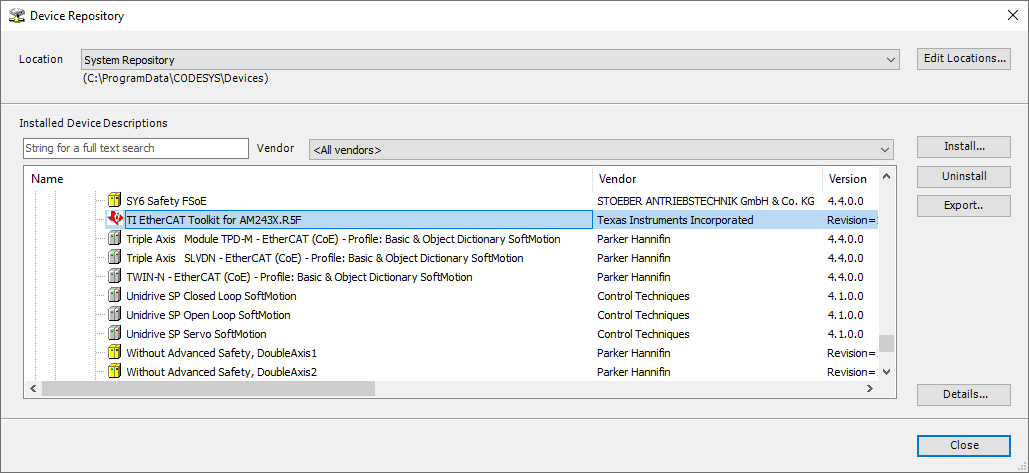 Device Repository
Location System Repository Edit Locations...
(C:\ProgramData\CODESYS\Devices)
Installed Device Descriptions
String for a full text search Vendor <All vendors> Install...
Uninstall
Export..
Name Vendor Version
SY6 Safety FSoE STOEBER ANTRIEBSTECHNIK GmbH & Co. KG 4.4.0.0
TI EtherCAT Toolkit for AM243X.R5F Texas Instruments Incorporated Revision=
Triple Axis Module TPD-M - EtherCAT (CoE) - Profile: Basic & Object Dictionary SoftMotion Parker Hannifin 4.4.0.0
Triple Axis SLVDN - EtherCAT (CoE) - Profile: Basic & Object Dictionary SoftMotion Parker Hannifin 4.4.0.0
TWIN-N - EtherCAT (CoE) - Profile: Basic & Object Dictionary SoftMotion Parker Hannifin 4.4.0.0
Unidrive SP Closed Loop SoftMotion Control Techniques 4.1.0.0
Unidrive SP Open Loop SoftMotion Control Techniques 4.1.0.0
Unidrive SP Servo SoftMotion Control Techniques 4.1.0.0
Without Advanced Safety, DoubleAxis1 Parker Hannifin Revision=
Without Advanced Safety, DoubleAxis2 Parker Hannifin Revision=
Details...
Close